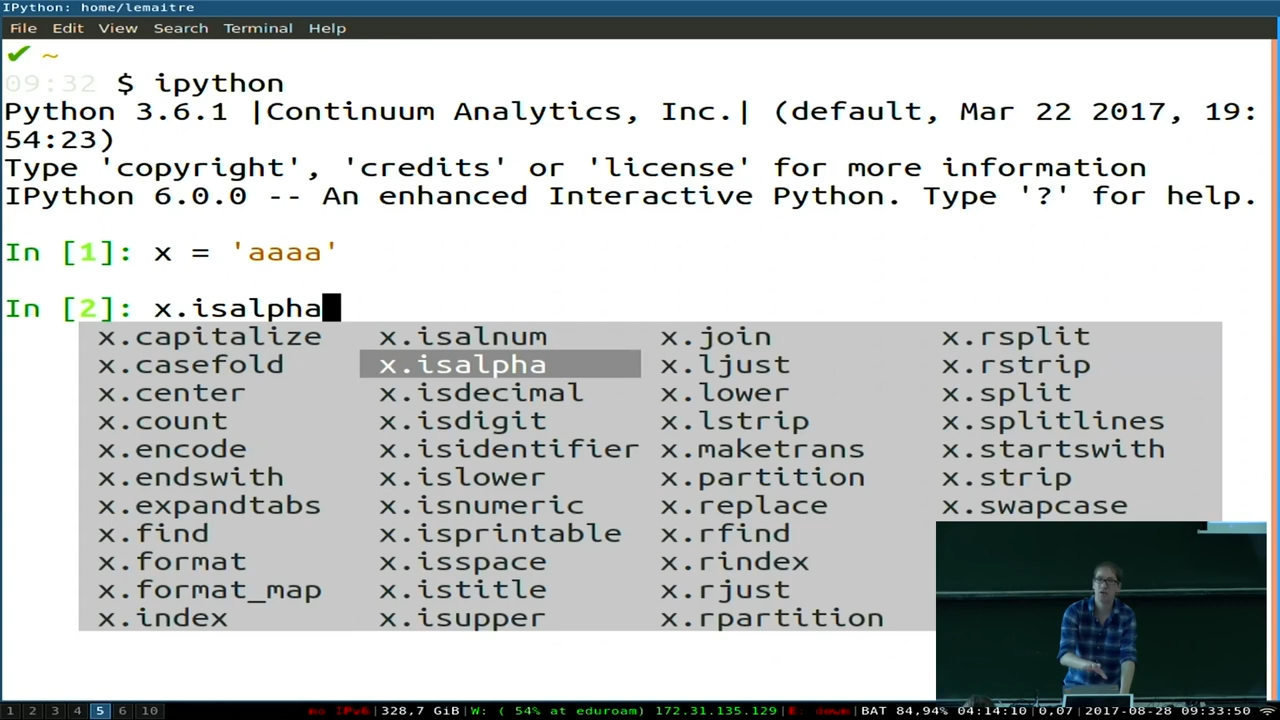 IPython: home/lemaitre
File Edit View Search Terminal Help
✔ ~
09:32 $ ipython
Python 3.6.1 |Continuum Analytics, Inc.| (default, Mar 22 2017, 19:
54:23)
Type 'copyright', 'credits' or 'license' for more information
IPython 6.0.0 -- An enhanced Interactive Python. Type '?' for help.
In [1]: x = 'aaaa'
In [2]: x.isalpha
x.capitalize x.isalnum x.join x.rsplit
x.casefold x.isalpha x.ljust x.rstrip
x.center x.isdecimal x.lower x.split
x.count x.isdigit x.lstrip x.splitlines
x.encode x.isidentifier x.maketrans x.startswith
x.endswith x.islower x.partition x.strip
x.expandtabs x.isnumeric x.replace x.swapcase
x.find x.isprintable x.rfind
x.format x.isspace x.rindex
x.format_map x.istitle x.rjust
x.index x.isupper x.rpartition
1 2 3 4 5 6 10 no IPv6|328,7 GiB|W: ( 54% at eduroam) 172.31.135.129|E: down|BAT 84,94% 04:14:10|0,07|2017-08-28 09:33:50